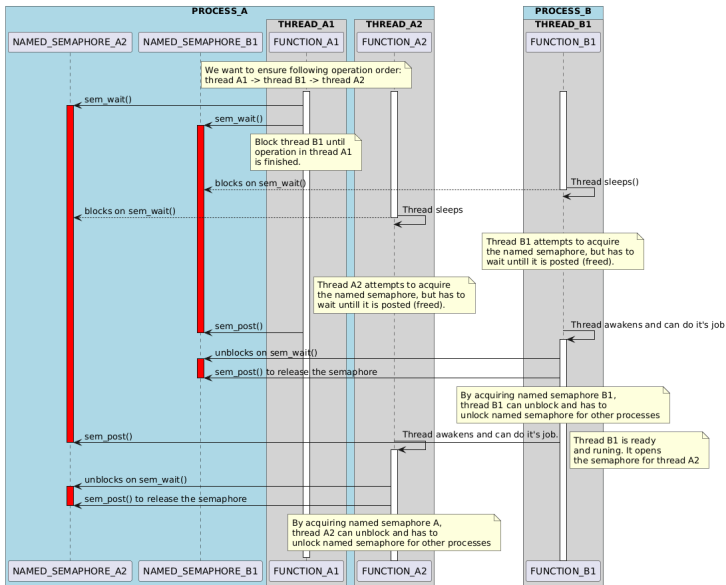 PROCESS_A
PROCESS_B
THREAD_A1
THREAD_A2
THREAD_B1
NAMED_SEMAPHORE_A2
NAMED_SEMAPHORE_B1
FUNCTION_A1
FUNCTION_A2
FUNCTION_B1
We want to ensure following operation order:
thread A1 -> thread B1 -> thread A2
sem_wait()
sem_wait()
Block thread B1 until
operation in thread A1
is finished.
Thread sleeps()
blocks on sem_wait()
Thread sleeps
blocks on sem_wait()
Thread B1 attempts to acquire
the named semaphore, but has to
wait untill it is posted (freed).
Thread A2 attempts to acquire
the named semaphore, but has to
wait untill it is posted (freed).
sem_post()
Thread awakens and can do it's job
unblocks on sem_wait()
sem_post() to release the semaphore
By acquiring named semaphore B1,
thread B1 can unblock and has to
unlock named semaphore for other processes
sem_post()
Thread awakens and can do it's job.
Thread B1 is ready
and runing. It opens
the semaphore for thread A2
unblocks on sem_wait()
sem_post() to release the semaphore
By acquiring named semaphore A,
thread A2 can unblock and has to
unlock named semaphore for other processes
NAMED_SEMAPHORE_A2
NAMED_SEMAPHORE_B1
FUNCTION_A1
FUNCTION_A2
FUNCTION_B1